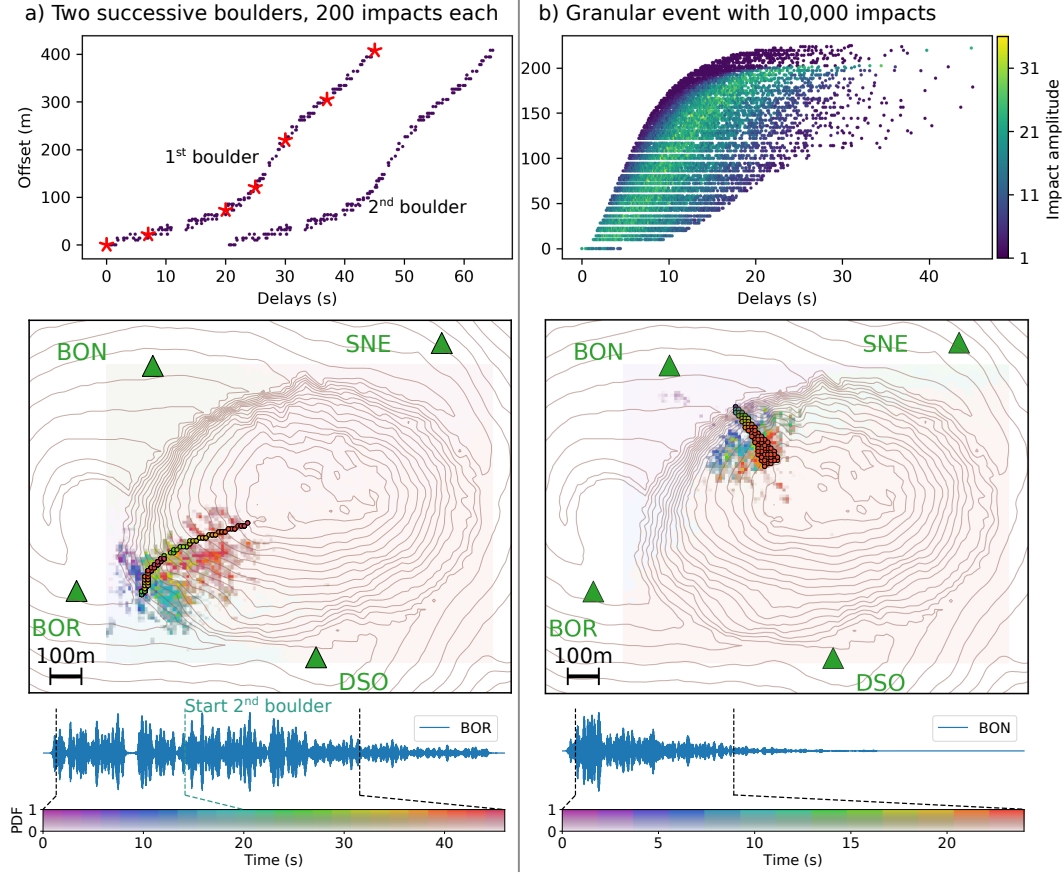 a) Two successive boulders, 200 impacts each
400
300
200
100
0
Offset (m)
1st boulder
2nd boulder
0 10 20 30 40 50 60
Delays (s)
BON
SNE
BOR
DSO
100m
Start 2nd boulder
BOR
PDF
1
0
0 10 20 30 40
Time (s)
b) Granular event with 10,000 impacts
200
150
100
50
0
0 10 20 30 40
Delays (s)
31
21
11
1
Impact amplitude
BON
SNE
BOR
DSO
100m
BON
1
0
0 5 10 15 20
Time (s)